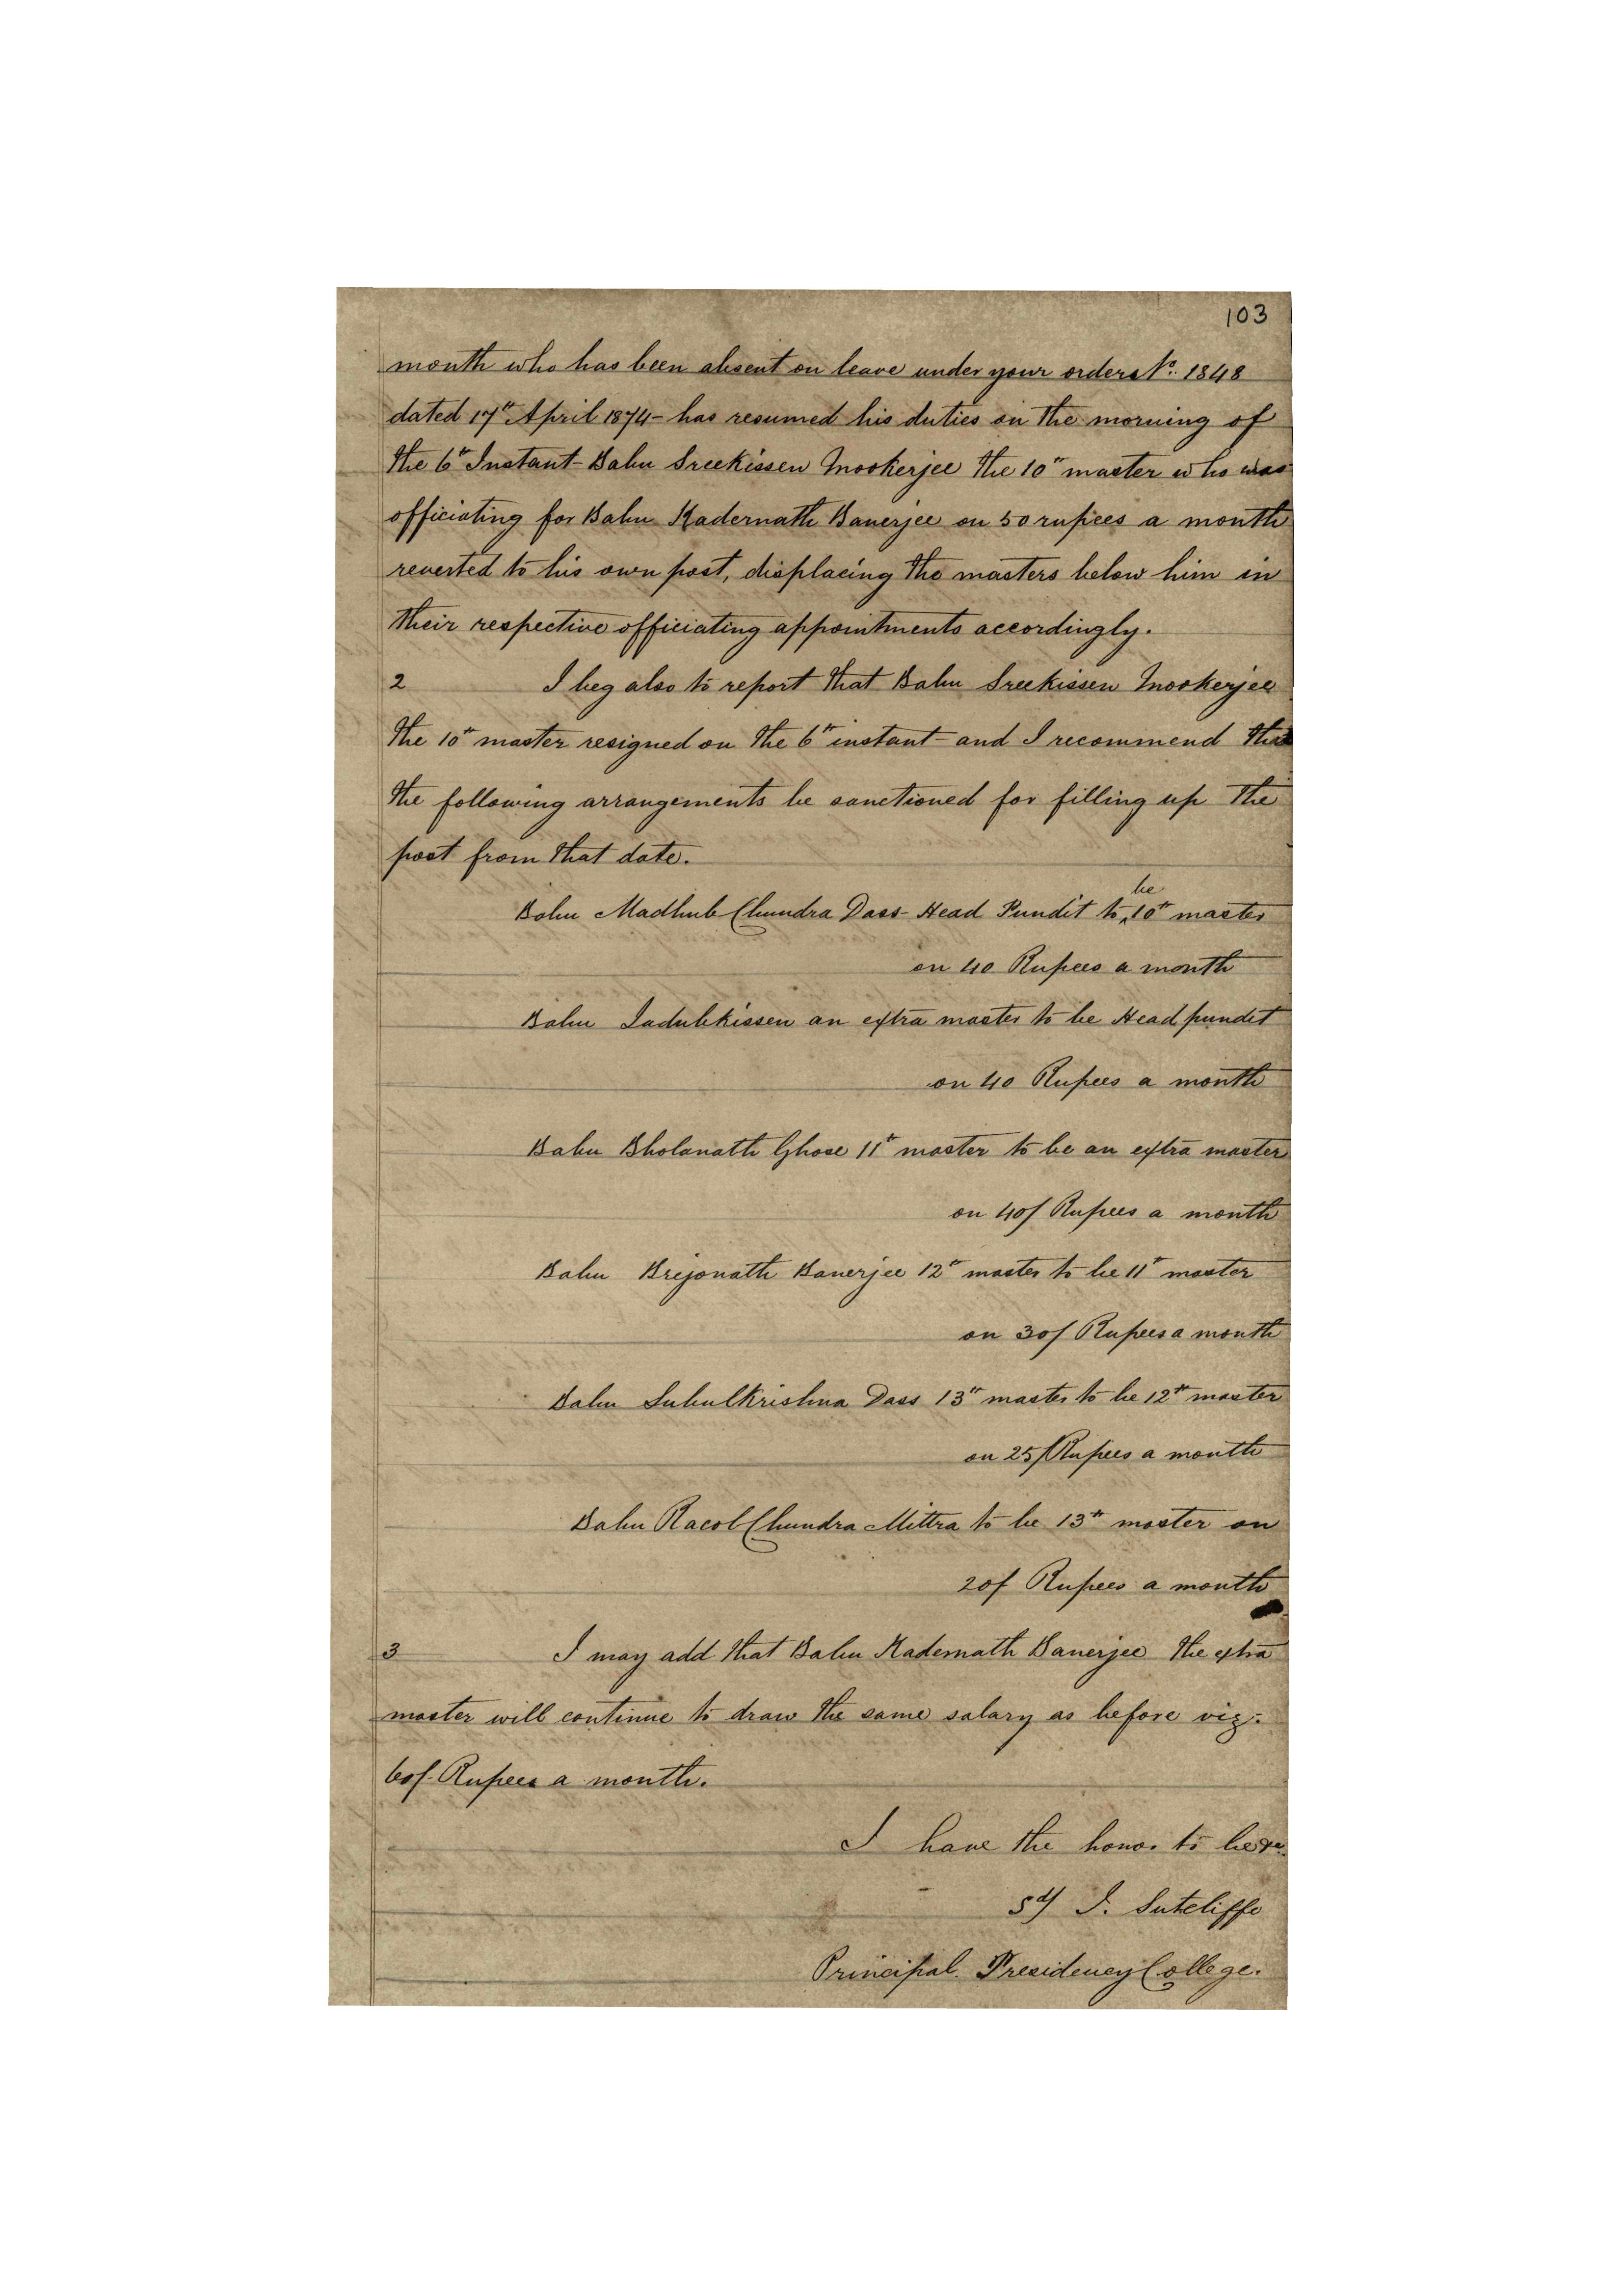 103
month who has been absent on leave under your orders No. 1348
dated 17th April 1874 - has resumed his duties on the morning of
the 6th Instant - Babu Sreekissen Mookerjee the 10th master who was
officiating for Babu Kadernath Banerjee on 50 rupees a month
reverted to his own post, displacing the masters below him in
their respective officiating appointments accordingly.
2 I beg also to report that Babu Sreekissen Mookerjee
the 10th master resigned on the 6th instant - and I recommend that
the following arrangements be sanctioned for filling up the
post from that date.
Babu Madhub Chundra Dass - Head Pundit to be 10th master
on 40 Rupees a month
Babu Jadubkissen an extra master to be Head pundit
on 40 Rupees a month
Babu Bholanath Ghose 11th master to be an extra master
on 40/ Rupees a month
Babu Brejonath Banerjee 12th master to be 11th master
on 30/ Rupees a month
Babu Subulkrishna Dass 13th master to be 12th master
on 25/ Rupees a month
Babu Chundra Mittra to be 13th master on
20/ Rupees a month
3 I may add that Babu Kadernath Banerjee the extra
master will continue to draw the same salary as before viz:
60/- Rupees a month.
I have the honor to be
Sd/ J. Sutcliffe
Principal. Presidency College.